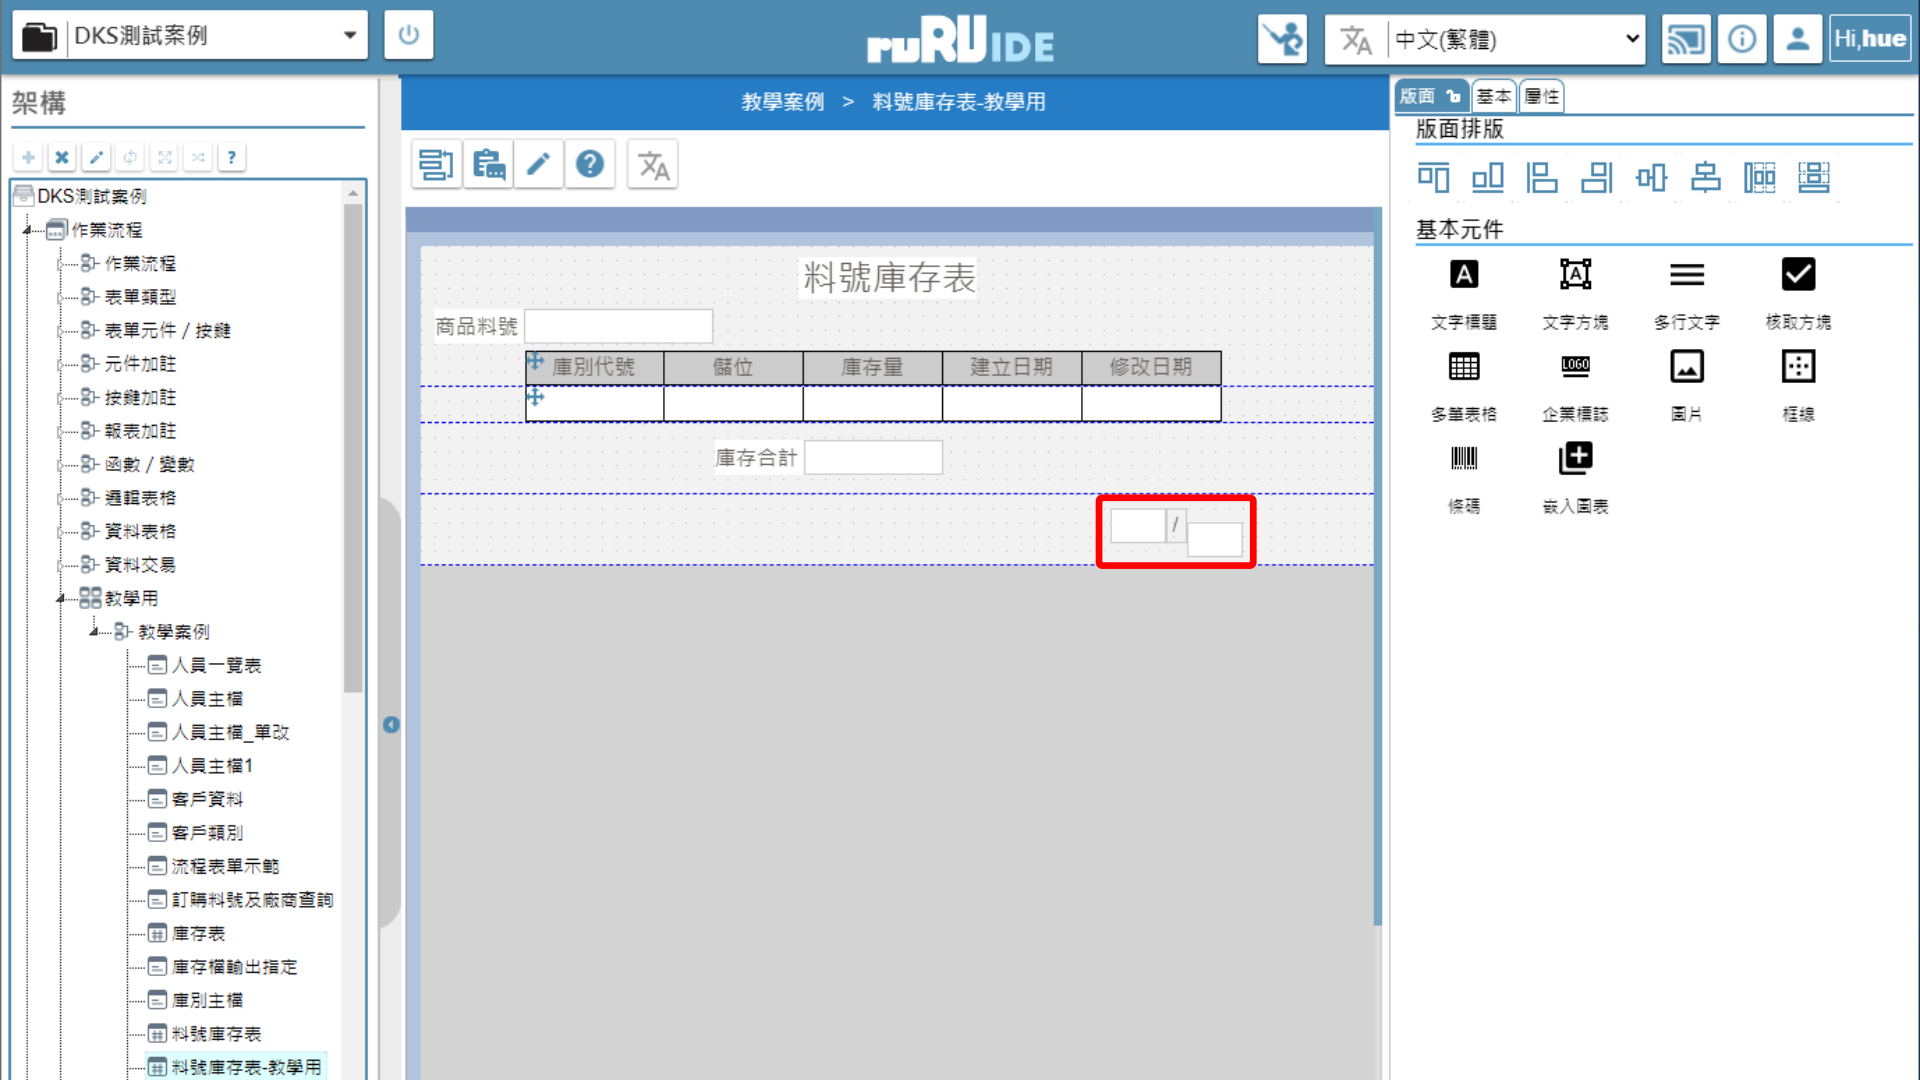 DKS測試案例
ruRU IDE
中文(繁體)
Hi,hue
架構
教學案例 > 料號庫存表-教學用
版面
基本
屬性
版面排版
DKS測試案例
作業流程
作業流程
表單類型
表單元件 / 按鍵
元件加註
按鍵加註
報表加註
函數 / 變數
邏輯表格
資料表格
資料交易
教學用
教學案例
人員一覽表
人員主檔
人員主檔_單改
人員主檔1
客戶資料
客戶類別
流程表單示範
訂購料號及廠商查詢
庫存表
庫存檔輸出指定
庫別主檔
料號庫存表
料號庫存表-教學用
料號庫存表
商品料號
庫別代號 儲位 庫存量 建立日期 修改日期
庫存合計
/
基本元件
文字標題 文字方塊 多行文字 核取方塊
LOGO
多筆表格 企業標誌 圖片 框線
條碼 嵌入圖表